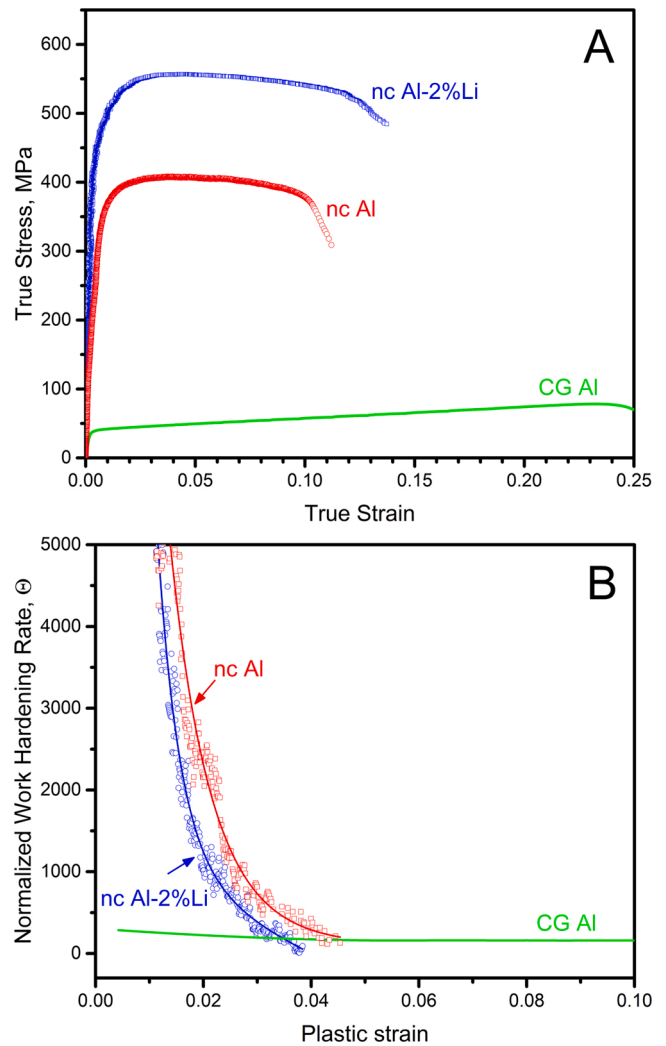 A
600
500
400
300
200
100
0
True Stress, MPa
nc Al-2%Li
nc Al
CG Al
0.00 0.05 0.10 0.15 0.20 0.25
True Strain
B
5000
4000
3000
2000
1000
0
Normalized Work Hardening Rate, Θ
nc Al
nc Al-2%Li
CG Al
0.00 0.02 0.04 0.06 0.08 0.10
Plastic strain